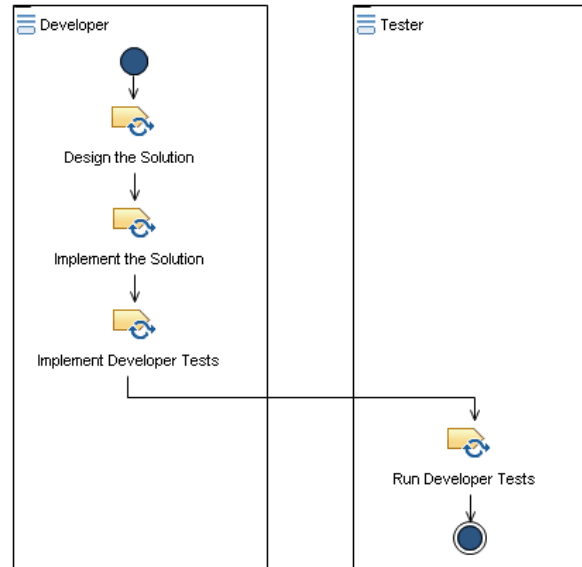 Developer
Tester
Design the Solution
Implement the Solution
Implement Developer Tests
Run Developer Tests